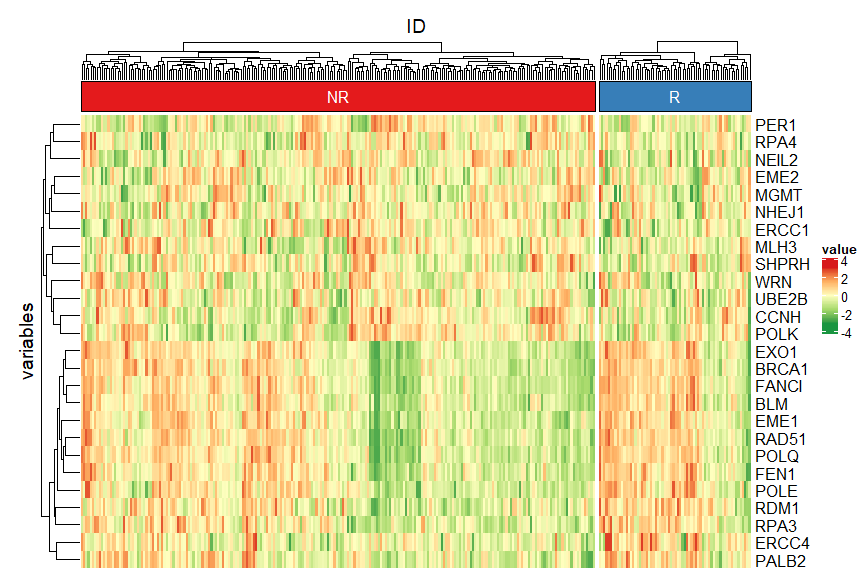 ID
NR
R
variables
PER1
RPA4
NEIL2
EME2
MGMT
NHEJ1
ERCC1
MLH3
SHPRH
WRN
UBE2B
CCNH
POLK
EXO1
BRCA1
FANCI
BLM
EME1
RAD51
POLQ
FEN1
POLE
RDM1
RPA3
ERCC4
PALB2
value
4
2
0
-2
-4